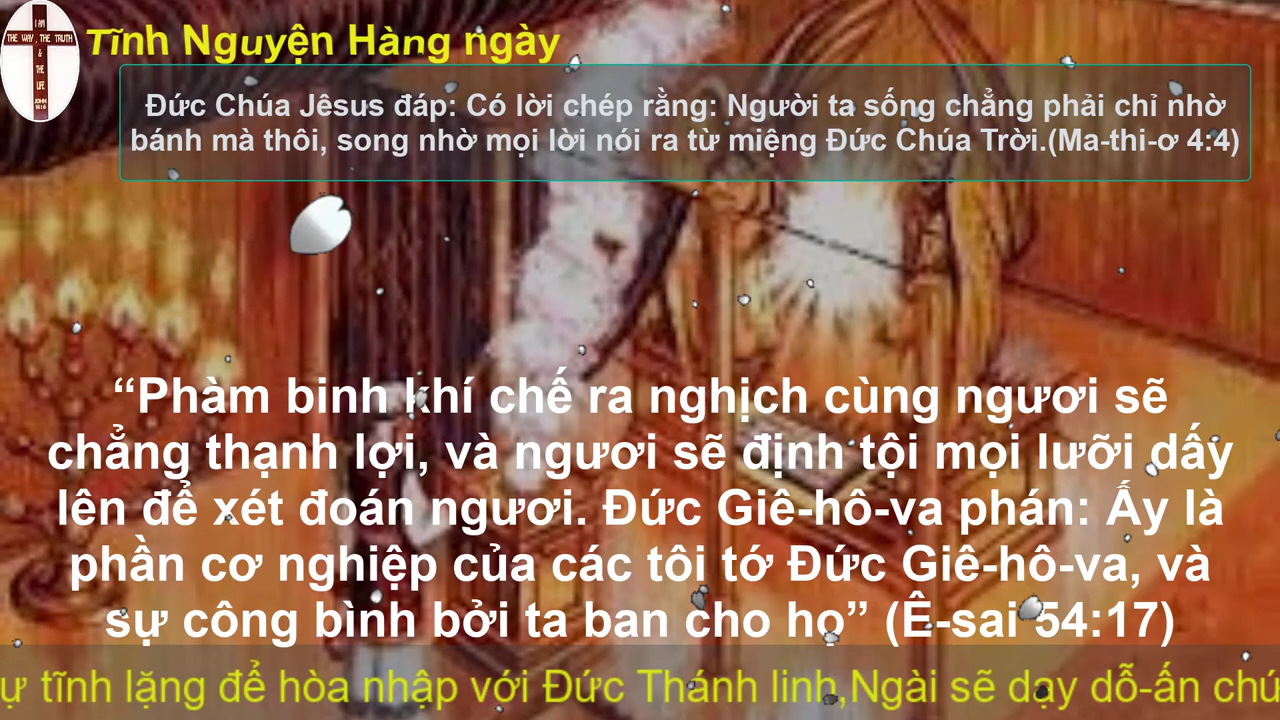 I AM
THE WAY, THE TRUTH
&
THE
LIFE
JOHN
14:6
Tĩnh Nguyện Hàng ngày
Đức Chúa Jêsus đáp: Có lời chép rằng: Người ta sống chẳng phải chỉ nhờ
bánh mà thôi, song nhờ mọi lời nói ra từ miệng Đức Chúa Trời.(Ma-thi-ơ 4:4)
“Phàm binh khí chế ra nghịch cùng ngươi sẽ
chẳng thạnh lợi, và ngươi sẽ định tội mọi lưỡi dấy
lên để xét đoán ngươi. Đức Giê-hô-va phán: Ấy là
phần cơ nghiệp của các tôi tớ Đức Giê-hô-va, và
sự công bình bởi ta ban cho họ” (Ê-sai 54:17)
ự tĩnh lặng để hòa nhập với Đức Thánh linh,Ngài sẽ dạy dỗ-ấn chú